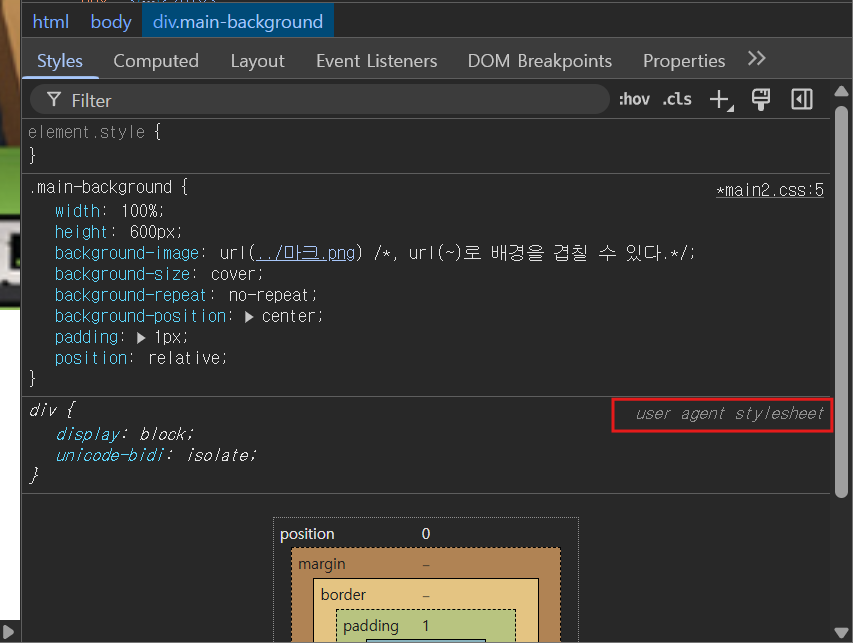 html body div.main-background
Styles Computed Layout Event Listeners DOM Breakpoints Properties
Filter :hov .cls
element.style {
}
.main-background { *main2.css:5
width: 100%;
height: 600px;
background-image: url(../마크.png) /*, url(~)로 배경을 겹칠 수 있다.*/;
background-size: cover;
background-repeat: no-repeat;
background-position: ▶ center;
padding: ▶ 1px;
position: relative;
}
div { user agent stylesheet
display: block;
unicode-bidi: isolate;
}
position 0
margin –
border –
padding 1